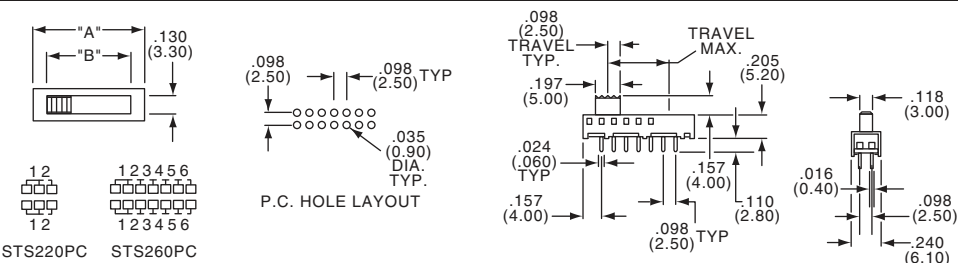 "A"
"B"
.130
(3.30)
12
12
STS220PC
123456
123456
STS260PC
.098
(2.50)
.098 TYP
(2.50)
.035
(0.90)
DIA.
TYP.
P.C. HOLE LAYOUT
.098
(2.50)
TRAVEL
TYP.
TRAVEL
MAX.
.197
(5.00)
.205
(5.20)
.024
(.060)
TYP
.157
(4.00)
.157
(4.00)
.110
(2.80)
.098
(2.50) TYP
.118
(3.00)
.016
(0.40)
.098
(2.50)
.240
(6.10)